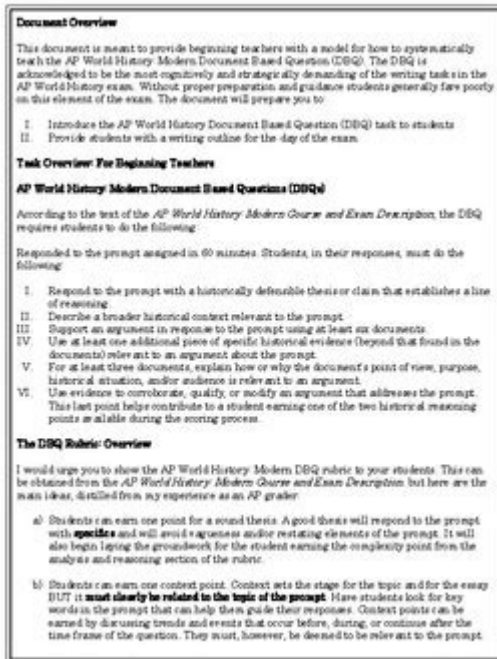 Document Overview
This document is meant to provide beginning teachers with a model for how to systematically
teach the AP World History: Modern Document Based Question (DBQ). The DBQ is
acknowledged to be the most cognitively and strategically demanding of the writing tasks in the
AP World History exam. Without proper preparation and guidance students generally fare poorly
on this element of the exam. The document will prepare you to:
I. Introduce the AP World History Document Based Question (DBQ) task to students
II. Provide students with a writing outline for the day of the exam.
Task Overview: For Beginning Teachers
AP World History: Modern Document Based Questions (DBQs)
According to the text of the AP World History Modern Course and Exam Description, the DBQ
requires students to do the following:
Responded to the prompt assigned in 60 minutes. Students, in their responses, must do the
following:
I. Respond to the prompt with a historically defensible thesis or claim that establishes a line
of reasoning.
II. Describe a broader historical context relevant to the prompt.
III. Support an argument in response to the prompt using at least six documents.
IV. Use at least one additional piece of specific historical evidence (beyond that found in the
documents) relevant to an argument about the prompt.
V. For at least three documents, explain how or why the document's point of view, purpose,
historical situation, and/or audience is relevant to an argument.
VI. Use evidence to corroborate, qualify, or modify an argument that addresses the prompt.
This last point helps contribute to a student earning one of the two historical reasoning
points available during the scoring process.
The DBQ Rubric: Overview
I would urge you to show the AP World History: Modern DBQ rubric to your students. This can
be obtained from the AP World History: Modern Course and Exam Description but here are the
main ideas, distilled from my experience as an AP grader:
a) Students can earn one point for a sound thesis. A good thesis will respond to the prompt
with specifics and will avoid vagueness and/or restating elements of the prompt. It will
also begin laying the groundwork for the student earning the complexity point from the
analysis and reasoning section of the rubric.
b) Students can earn one context point. Context sets the stage for the topic and for the essay
BUT it must clearly be related to the topic of the prompt. Have students look for key
words in the prompt that can help them guide their responses. Context points can be
earned by discussing trends and events that occur before, during, or continue after the
time frame of the question. They must, however, be deemed to be relevant to the prompt.